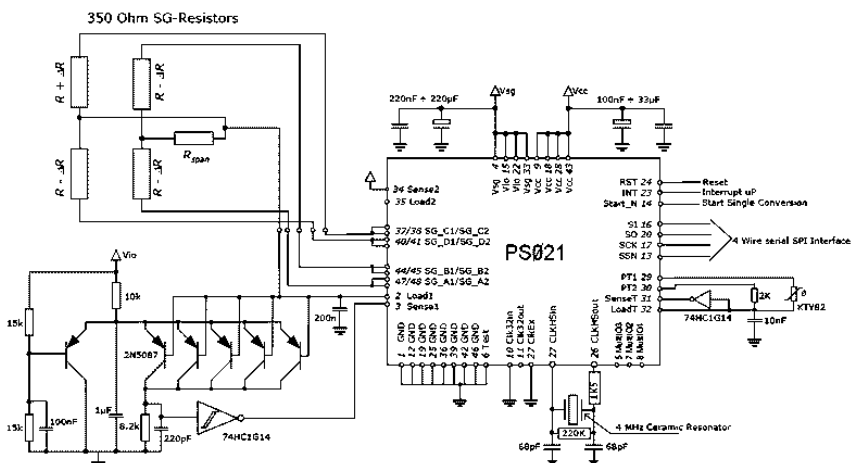 350 Ohm SG-Resistors
R + ΔR
R - ΔR
R - ΔR
R - ΔR
Rspan
220nF + 220µF
Vsg
Vcc
100nF + 33µF
4 Vsg
15 Vio
22 Vio
33 Vsg
9 Vcc
18 Vcc
28 Vcc
43 Vcc
34 Sense2
35 Load2
37/38 SG_C1/SG_C2
40/41 SG_D1/SG_D2
44/45 SG_B1/SG_B2
47/48 SG_A1/SG_A2
2 Load1
3 Sense1
PSØ21
RST 24
Reset
INT 23
Interrupt uP
Start_N 14
Start Single Conversion
SI 16
SO 20
SCK 17
SSN 13
4 Wire serial SPI Interface
PT1 29
PT2 30
SenseT 31
LoadT 32
74HC1G14
2K
10nF
KTY82
1 GND
12 GND
19 GND
25 GND
36 GND
39 GND
42 GND
46 GND
6 Test
10 Clk32in
11 Clk32out
27 ClkEx
27 CLKHSin
26 CLKHSout
5 MultIO3
7 MultIO2
8 MultIO1
1K5
4 MHz Ceramic Resonator
220K
68pF
68pF
Vio
10k
15k
2N5087
200n
15k
100nF
1µF
8.2k
220pF
74HC1G14